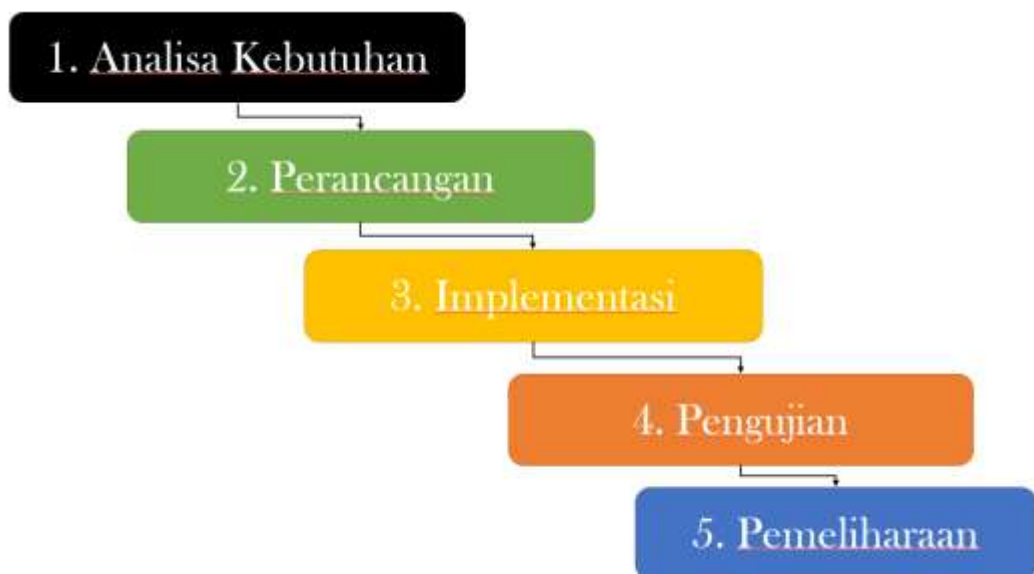 1. Analisa Kebutuhan
2. Perancangan
3. Implementasi
4. Pengujian
5. Pemeliharaan